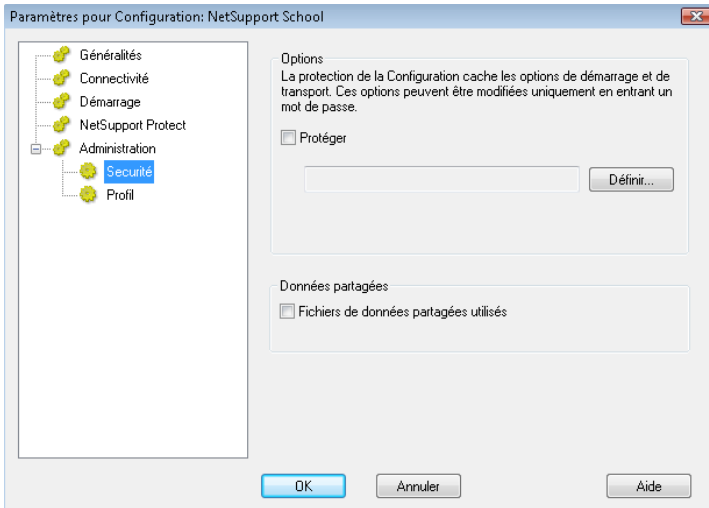 Paramètres pour Configuration: NetSupport School
Généralités
Connectivité
Démarrage
NetSupport Protect
Administration
Securité
Profil
Options
La protection de la Configuration cache les options de démarrage et de
transport. Ces options peuvent être modifiées uniquement en entrant un
mot de passe.
Protéger
Définir...
Données partagées
Fichiers de données partagées utilisés
OK
Annuler
Aide